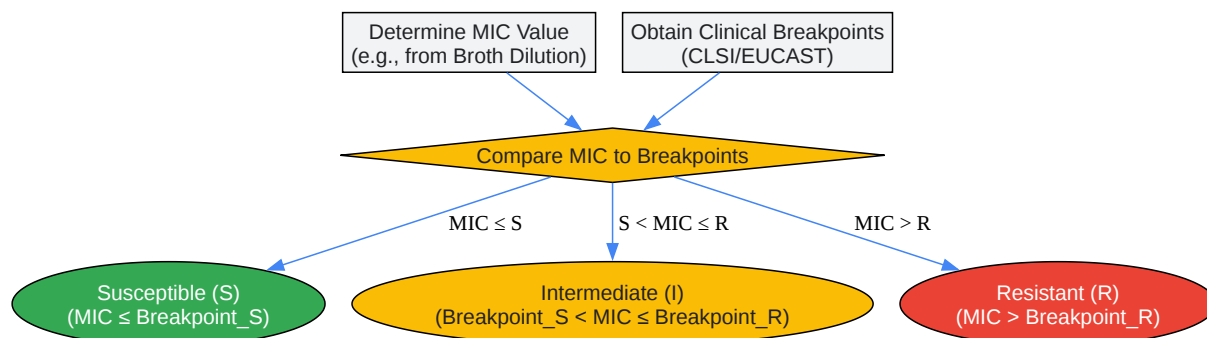 Determine MIC Value
(e.g., from Broth Dilution)
Obtain Clinical Breakpoints
(CLSI/EUCAST)
Compare MIC to Breakpoints
MIC ≤ S
S < MIC ≤ R
MIC > R
Susceptible (S)
(MIC ≤ Breakpoint_S)
Intermediate (I)
(Breakpoint_S < MIC ≤ Breakpoint_R)
Resistant (R)
(MIC > Breakpoint_R)